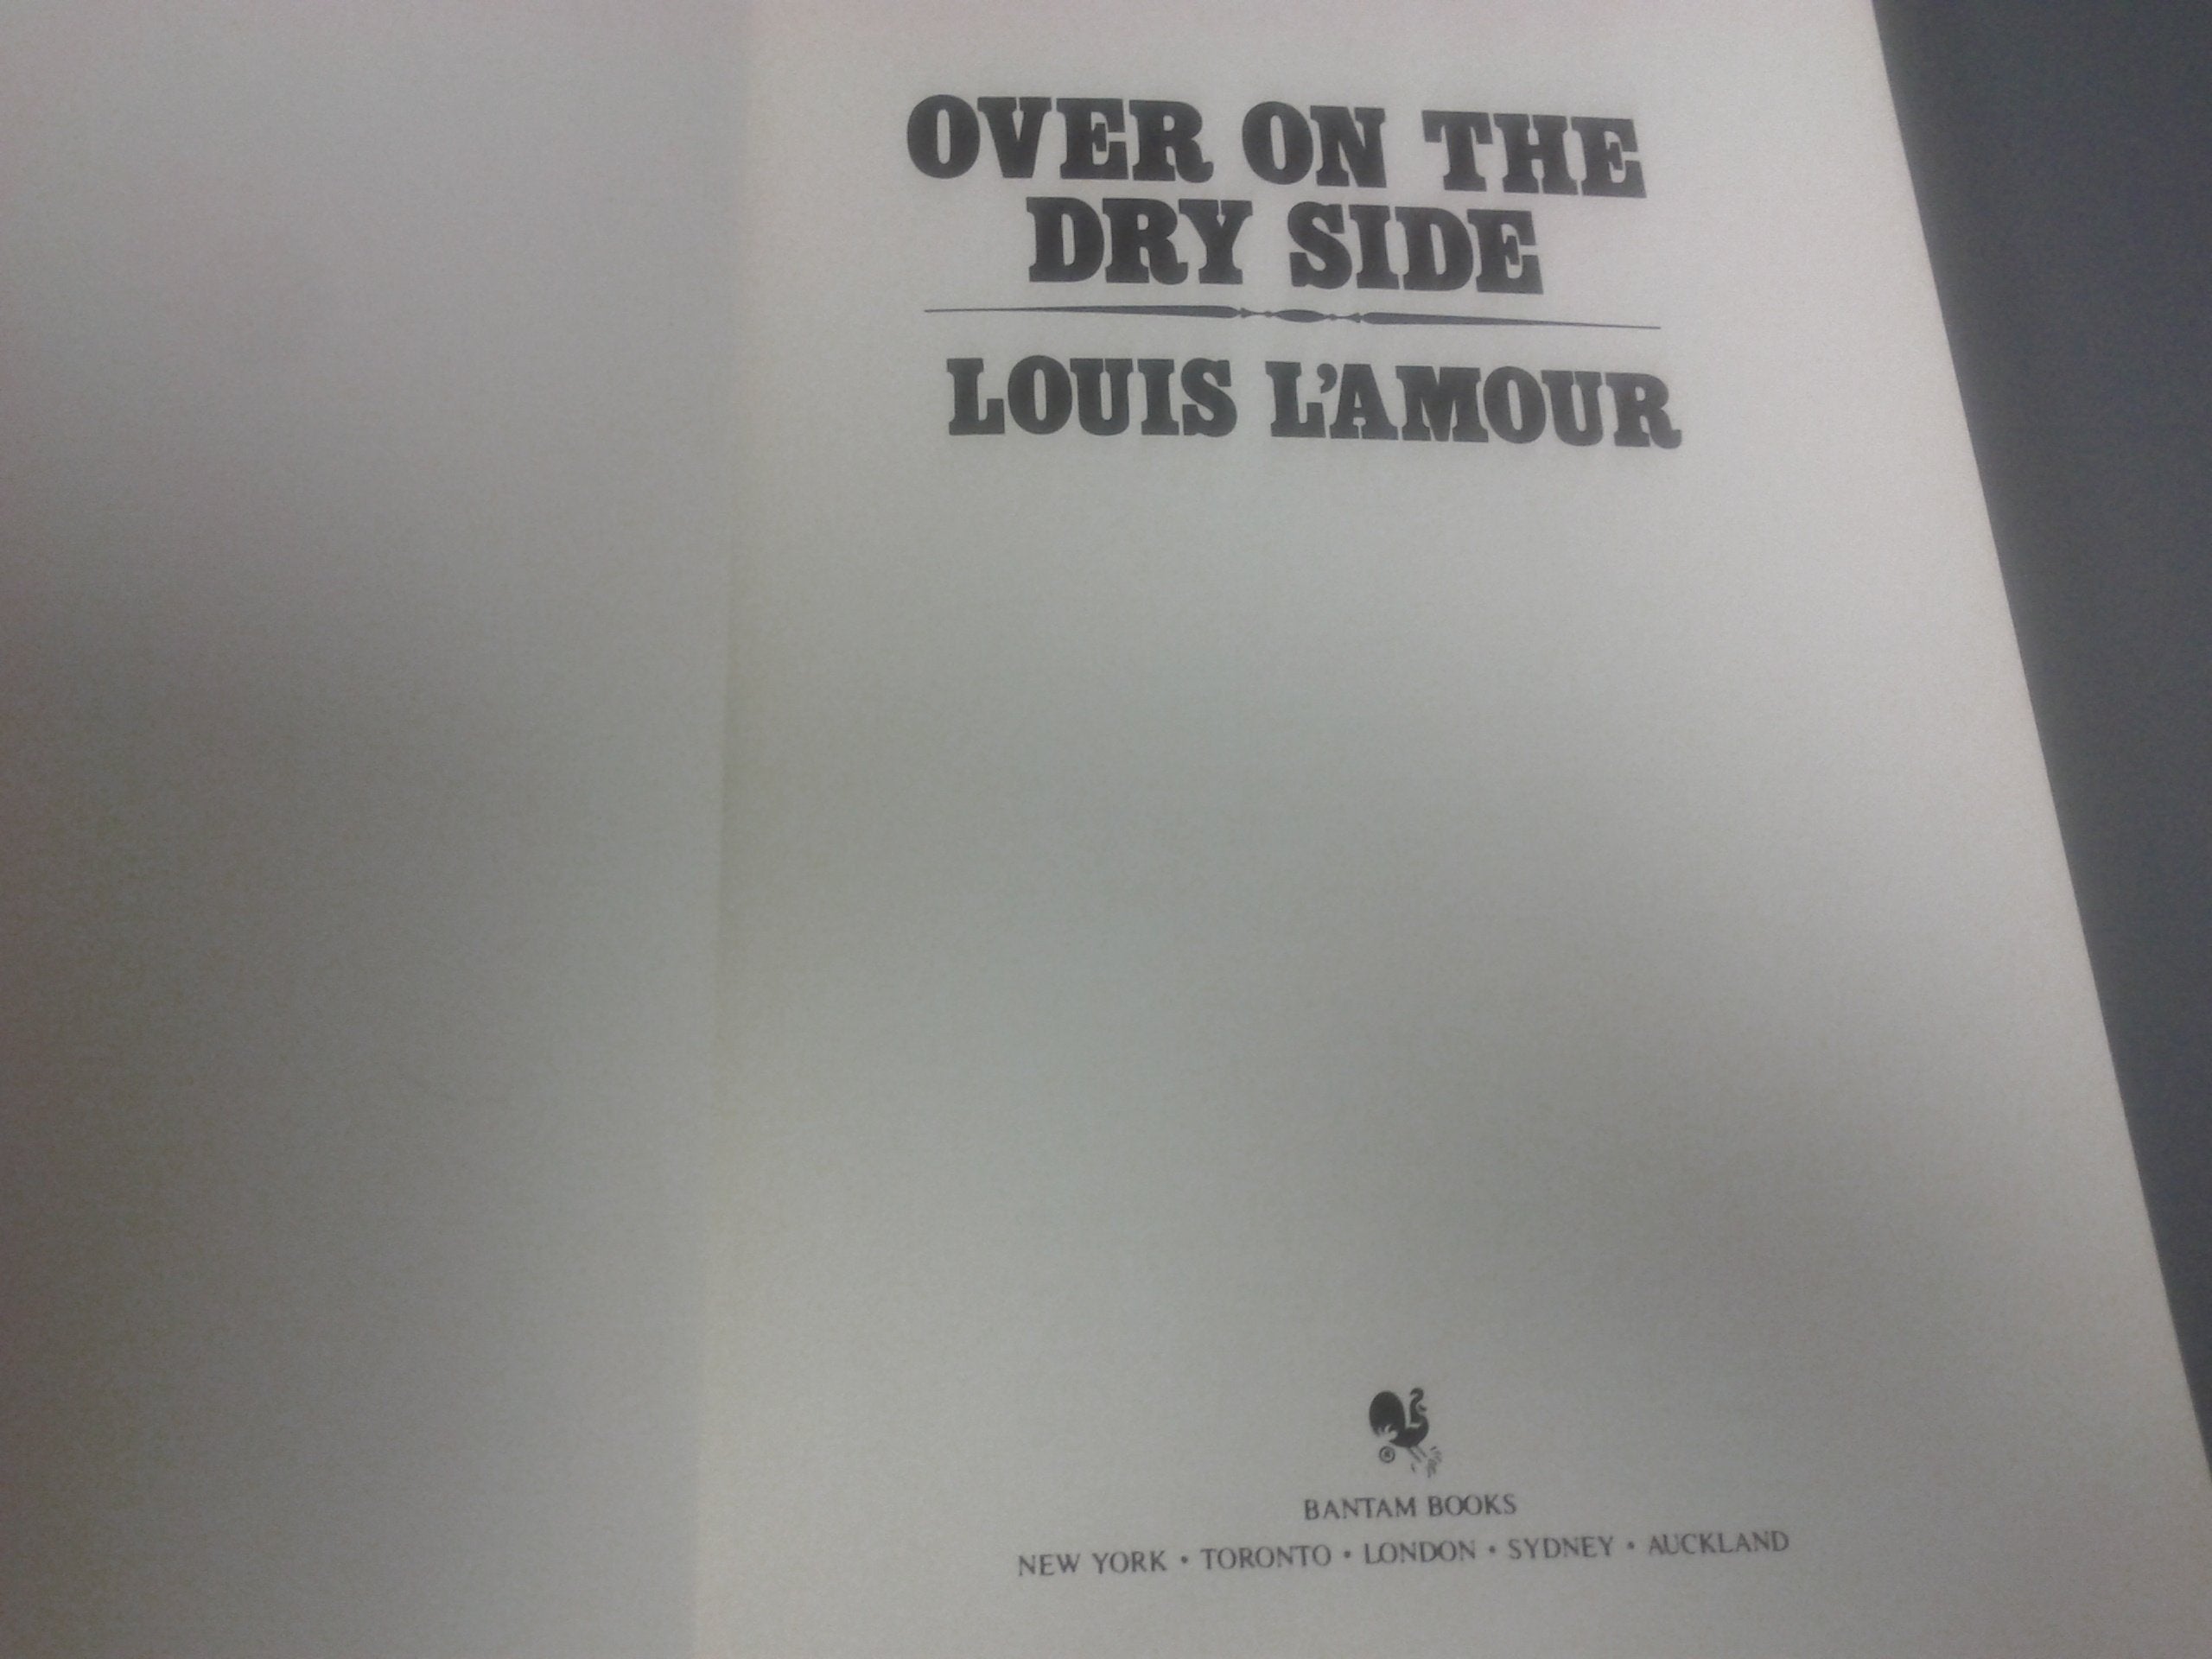 OVER ON THE
DRY SIDE
LOUIS L'AMOUR
®
BANTAM BOOKS
NEW YORK • TORONTO • LONDON • SYDNEY • AUCKLAND